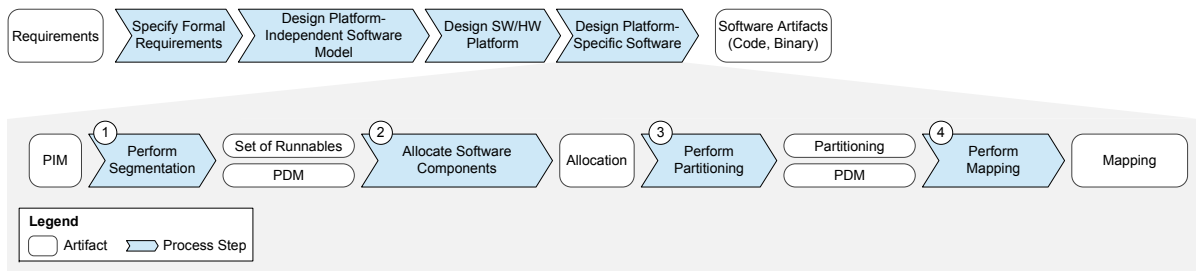 Requirements
Specify Formal
Requirements
Design Platform-
Independent Software
Model
Design SW/HW
Platform
Design Platform-
Specific Software
Software Artifacts
(Code, Binary)
PIM
1
Perform
Segmentation
Set of Runnables
PDM
2
Allocate Software
Components
Allocation
3
Perform
Partitioning
Partitioning
PDM
4
Perform
Mapping
Mapping
Legend
Artifact
Process Step